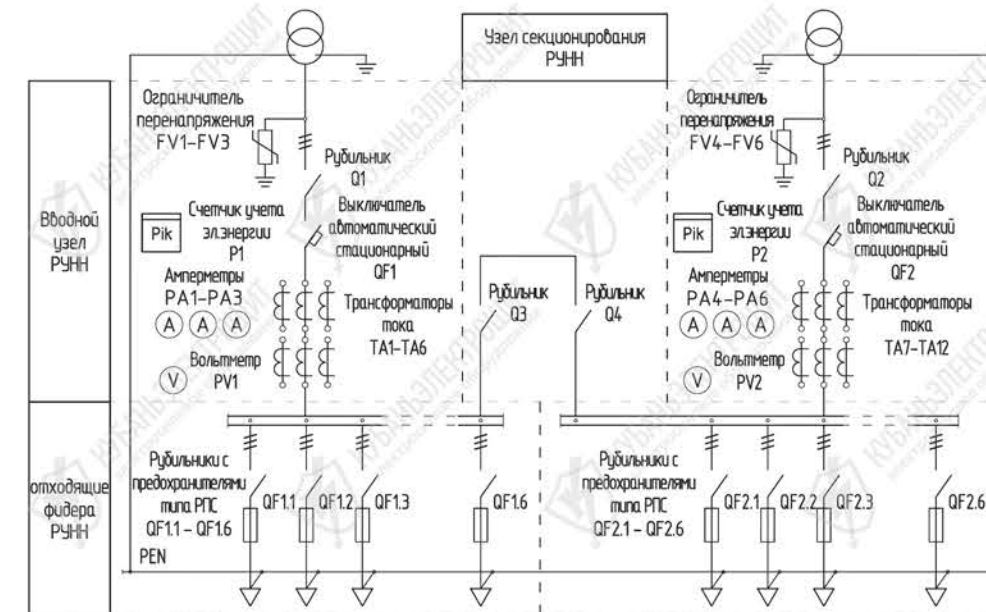 Узел секционирования
РУНН
Вводной
узел
РУНН
Ограничитель
перенапряжения
FV1-FV3
Рубильник
Q1
Счетчик учета
эл.энергии
P1
Pik
Выключатель
автоматический
стационарный
QF1
Амперметры
PA1-PA3
A A A
Трансформаторы
тока
TA1-TA6
Вольтметр
PV1
V
Рубильник
Q3
Рубильник
Q4
Ограничитель
перенапряжения
FV4-FV6
Рубильник
Q2
Счетчик учета
эл.энергии
P2
Pik
Выключатель
автоматический
стационарный
QF2
Амперметры
PA4-PA6
A A A
Трансформаторы
тока
TA7-TA12
Вольтметр
PV2
V
отходящие
фидера
РУНН
Рубильники с
предохранителями
типа РПС
QF1.1 - QF1.6
QF1.1 QF1.2 QF1.3 QF1.6
PEN
Рубильники с
предохранителями
типа РПС
QF2.1 - QF2.6
QF2.1 QF2.2 QF2.3 QF2.6
КУБАНЬЭЛЕКТРОЩИТ